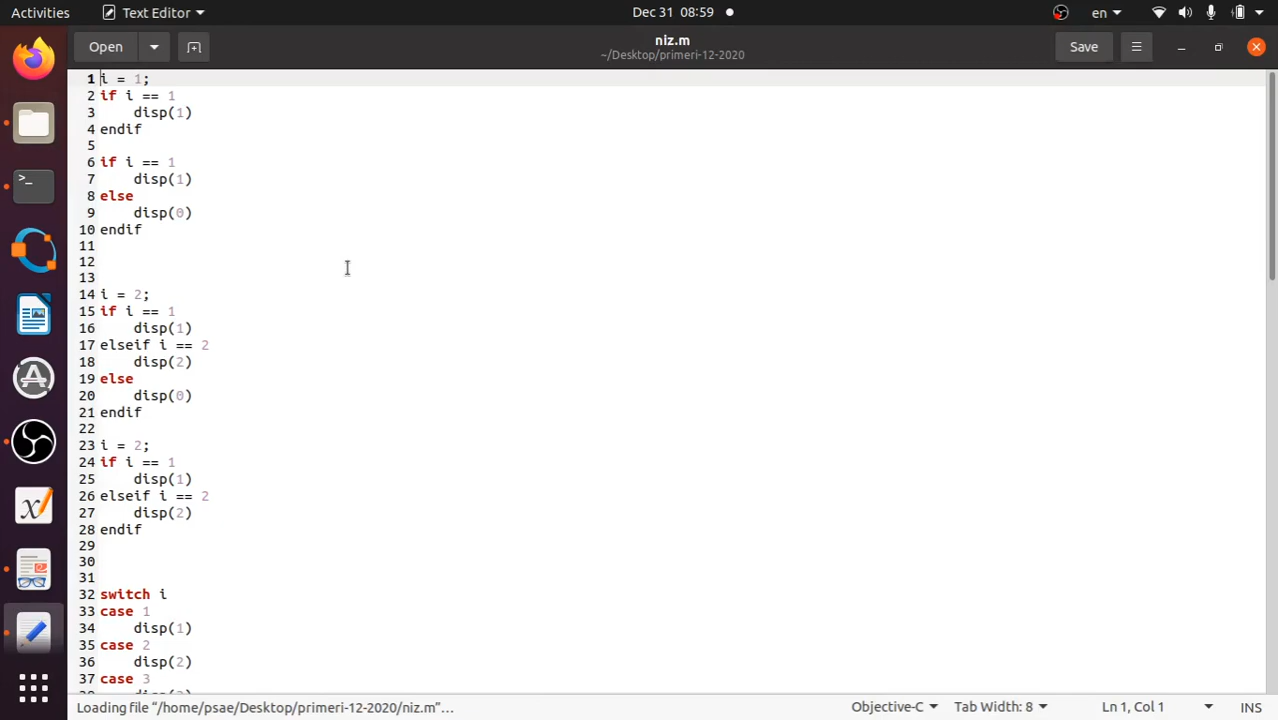 Activities Text Editor Dec 31 08:59 en
Open niz.m Save
~/Desktop/primeri-12-2020
1 i = 1;
2 if i == 1
3 disp(1)
4 endif
5
6 if i == 1
7 disp(1)
8 else
9 disp(0)
10 endif
11
12
13
14 i = 2;
15 if i == 1
16 disp(1)
17 elseif i == 2
18 disp(2)
19 else
20 disp(0)
21 endif
22
23 i = 2;
24 if i == 1
25 disp(1)
26 elseif i == 2
27 disp(2)
28 endif
29
30
31
32 switch i
33 case 1
34 disp(1)
35 case 2
36 disp(2)
37 case 3
Loading file “/home/psae/Desktop/primeri-12-2020/niz.m”… Objective-C Tab Width: 8 Ln 1, Col 1 INS